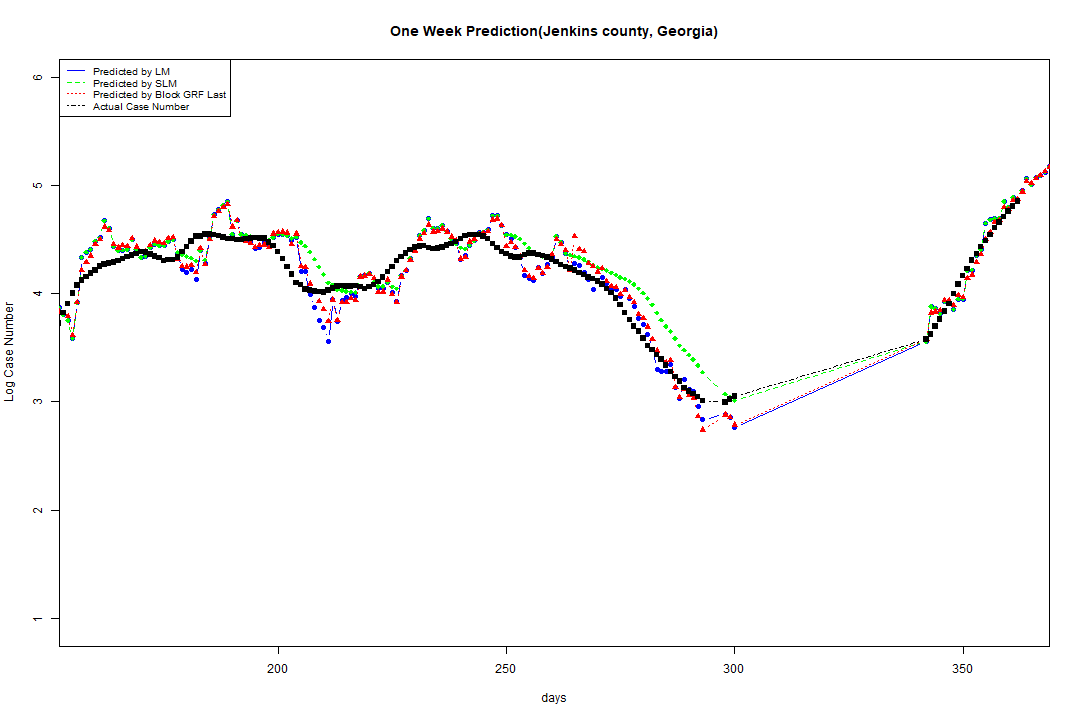 One Week Prediction(Jenkins county, Georgia)
Predicted by LM
Predicted by SLM
Predicted by Block GRF Last
Actual Case Number
6
5
4
3
2
1
Log Case Number
200 250 300 350
days